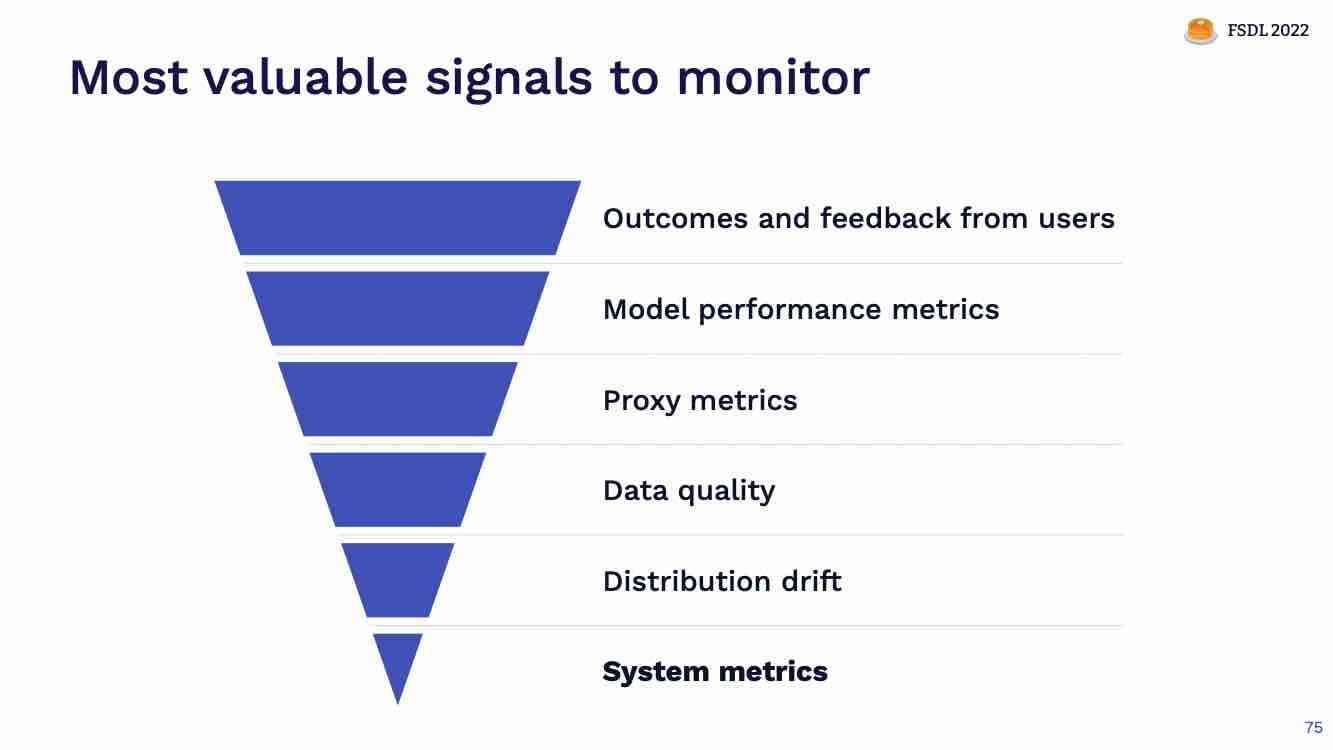 FSDL 2022
Most valuable signals to monitor
Outcomes and feedback from users
Model performance metrics
Proxy metrics
Data quality
Distribution drift
System metrics
75